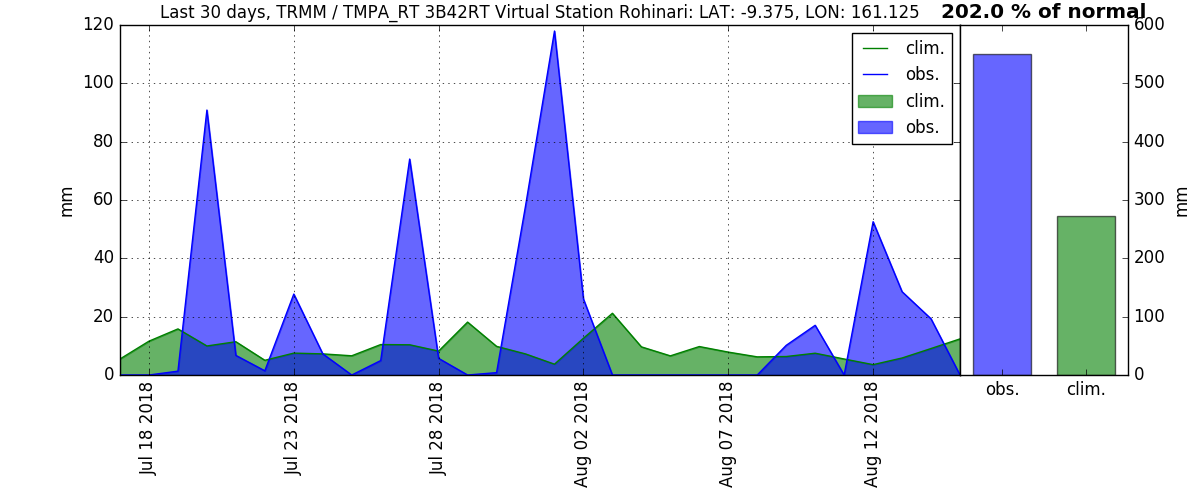 Last 30 days, TRMM / TMPA_RT 3B42RT Virtual Station Rohinari: LAT: -9.375, LON: 161.125
202.0 % of normal
120
100
80
60
40
20
0
mm
clim.
obs.
clim.
obs.
600
500
400
300
200
100
0
mm
obs.
clim.
Jul 18 2018
Jul 23 2018
Jul 28 2018
Aug 02 2018
Aug 07 2018
Aug 12 2018